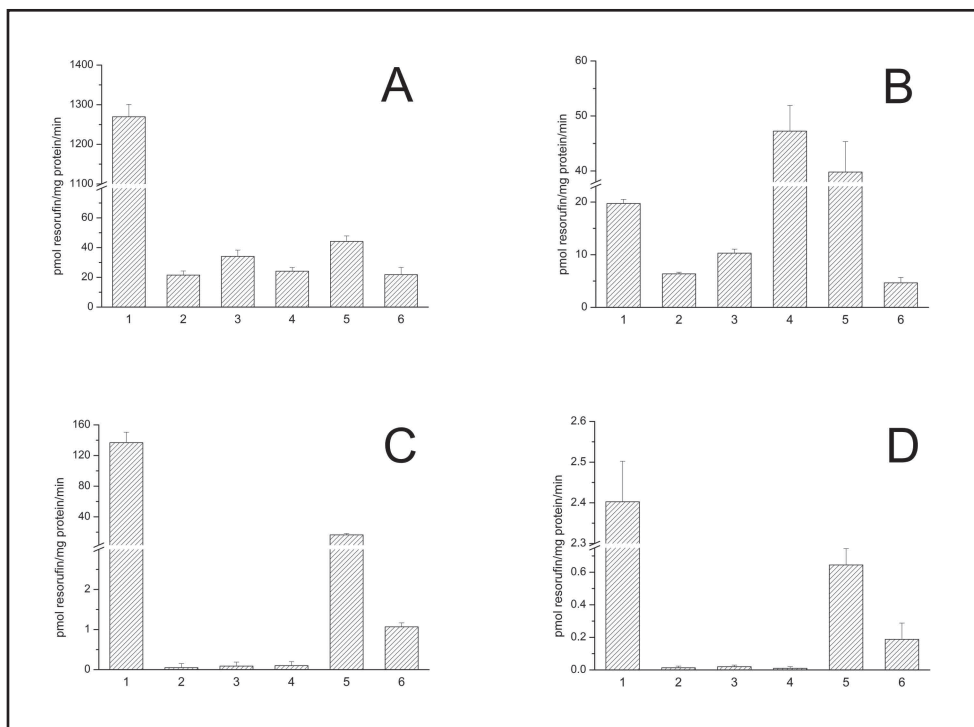 A
pmol resorufin/mg protein/min
1400
1300
1200
1100
60
40
20
0
1 2 3 4 5 6
B
pmol resorufin/mg protein/min
60
50
40
20
10
0
1 2 3 4 5 6
C
pmol resorufin/mg protein/min
160
120
80
40
2
1
0
1 2 3 4 5 6
D
pmol resorufin/mg protein/min
2.6
2.5
2.4
2.3
0.6
0.4
0.2
0.0
1 2 3 4 5 6